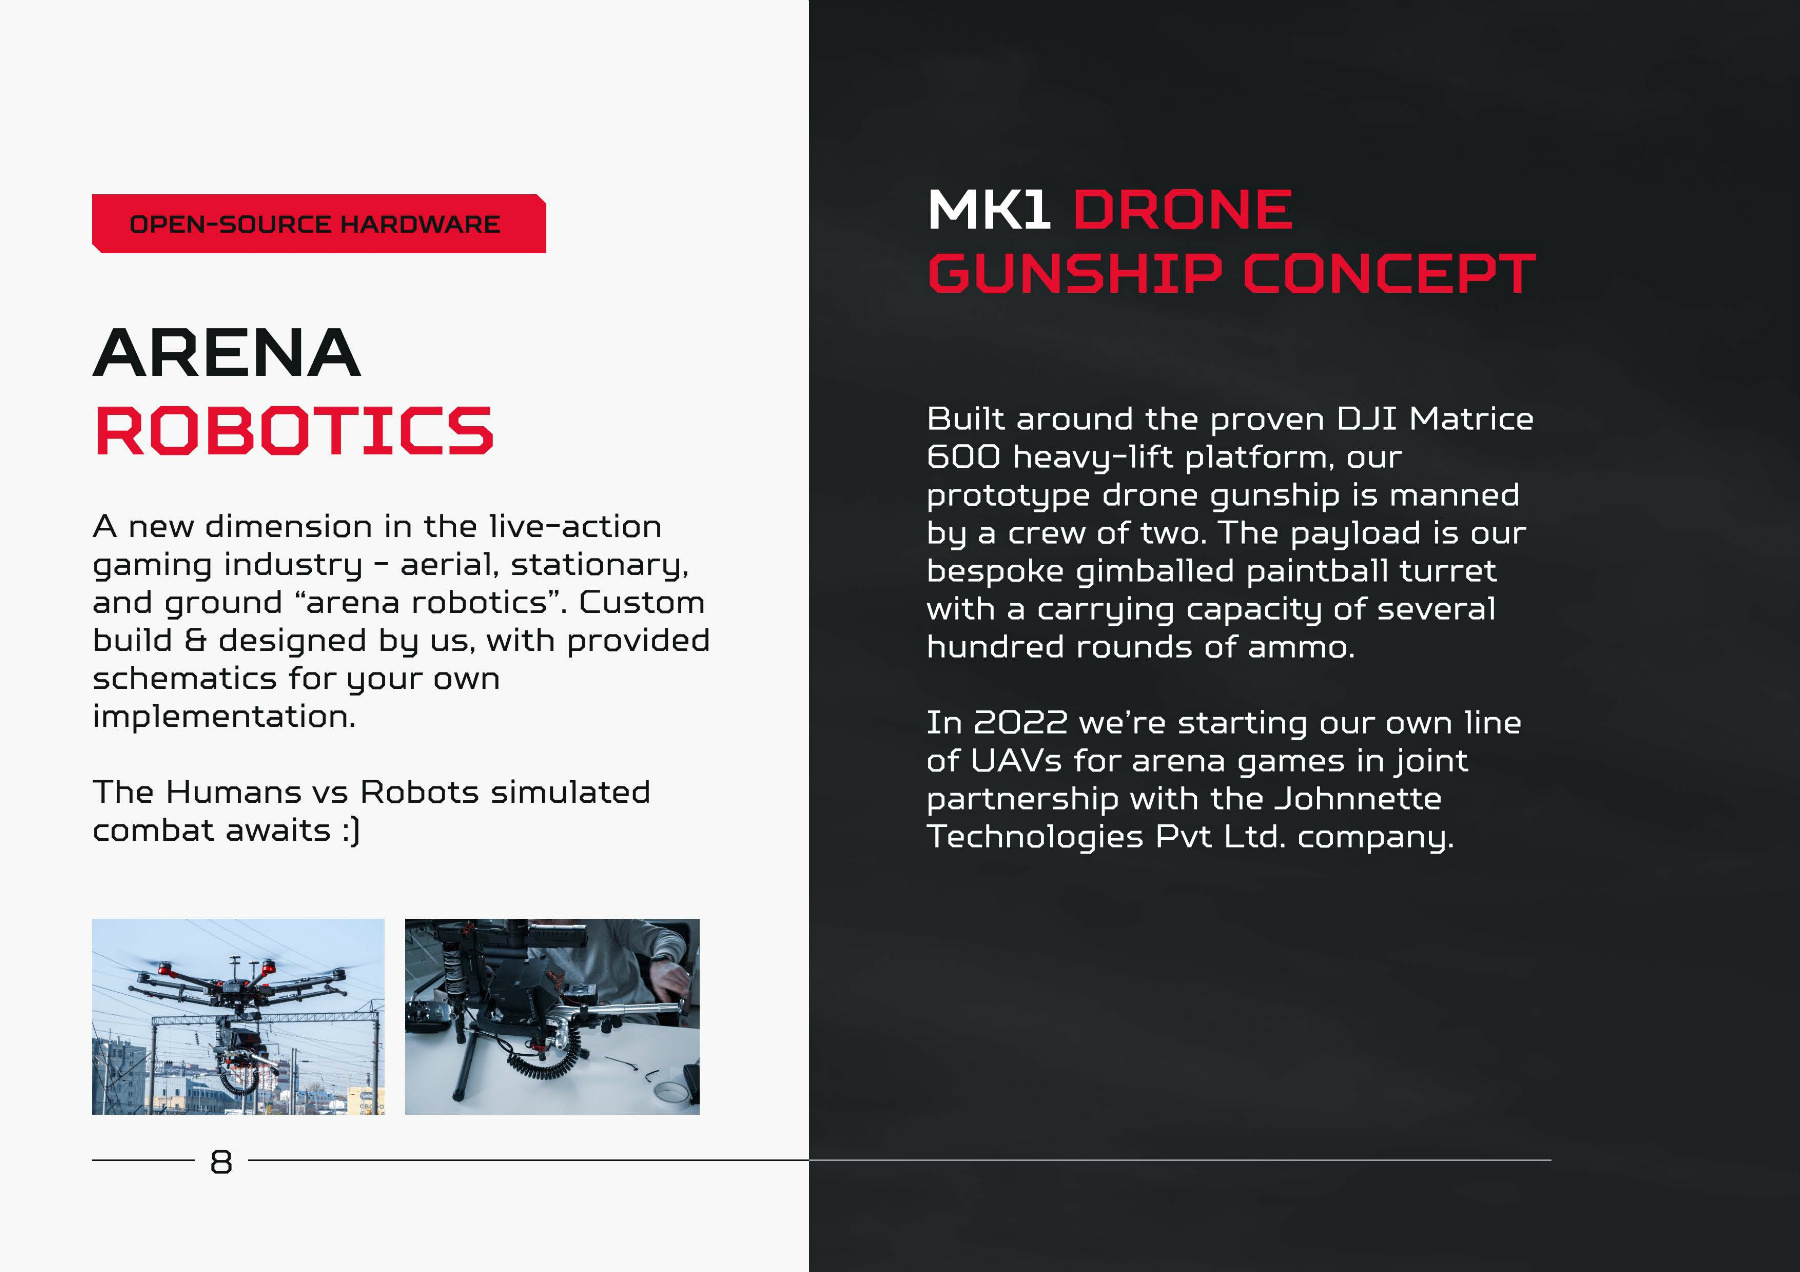 OPEN-SOURCE HARDWARE
ARENA
ROBOTICS
A new dimension in the live-action
gaming industry - aerial, stationary,
and ground “arena robotics”. Custom
build & designed by us, with provided
schematics for your own
implementation.
The Humans vs Robots simulated
combat awaits :)
8
MK1 DRONE
GUNSHIP CONCEPT
Built around the proven DJI Matrice
600 heavy-lift platform, our
prototype drone gunship is manned
by a crew of two. The payload is our
bespoke gimballed paintball turret
with a carrying capacity of several
hundred rounds of ammo.
In 2022 we’re starting our own line
of UAVs for arena games in joint
partnership with the Johnnette
Technologies Pvt Ltd. company.